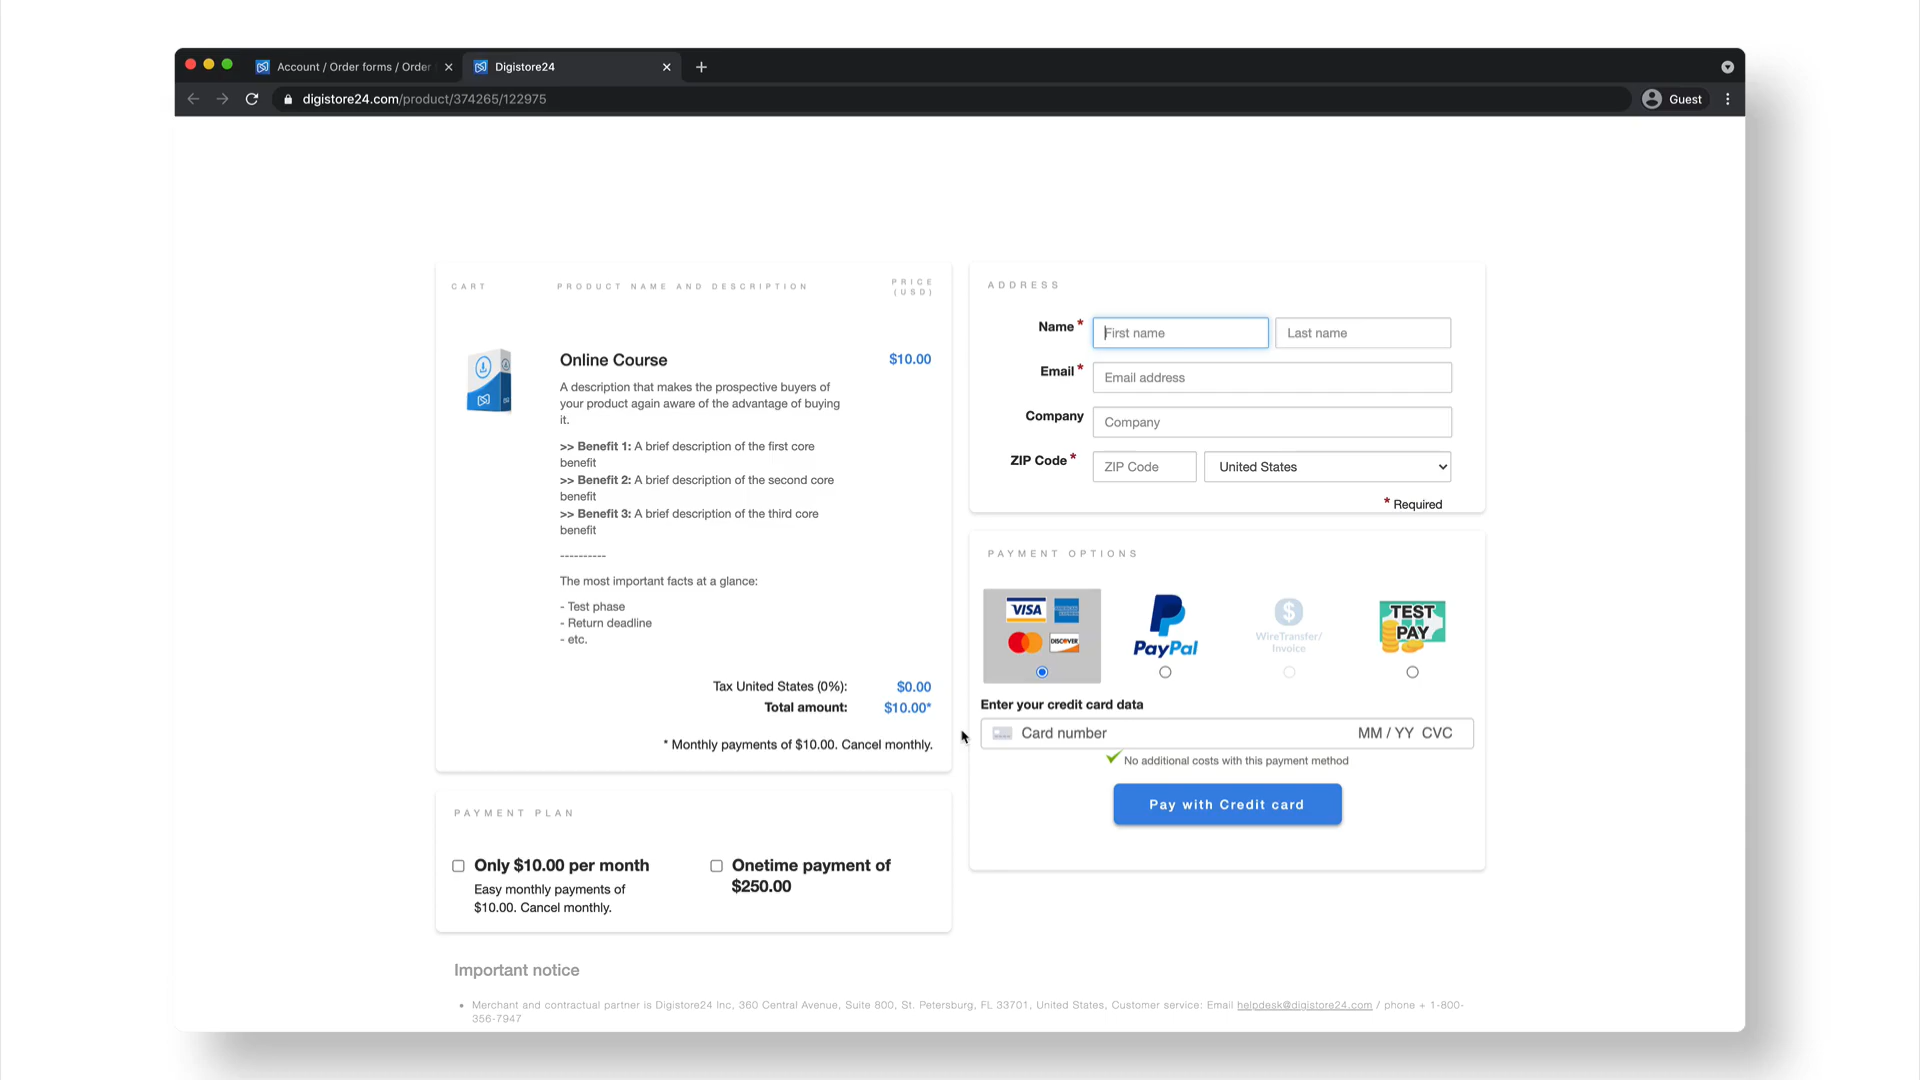 Account / Order forms / Order
Digistore24
digistore24.com/product/374265/122975
Guest
CART
PRODUCT NAME AND DESCRIPTION
PRICE
(USD)
Online Course
$10.00
A description that makes the prospective buyers of
your product again aware of the advantage of buying
it.
>> Benefit 1: A brief description of the first core
benefit
>> Benefit 2: A brief description of the second core
benefit
>> Benefit 3: A brief description of the third core
benefit
----------
The most important facts at a glance:
- Test phase
- Return deadline
- etc.
Tax United States (0%): $0.00
Total amount: $10.00*
* Monthly payments of $10.00. Cancel monthly.
PAYMENT PLAN
Only $10.00 per month
Easy monthly payments of
$10.00. Cancel monthly.
Onetime payment of
$250.00
ADDRESS
Name * First name Last name
Email * Email address
Company Company
ZIP Code * ZIP Code United States
* Required
PAYMENT OPTIONS
VISA
DISCOVER
PayPal
$
WireTransfer/
Invoice
TEST
PAY
Enter your credit card data
Card number MM / YY CVC
No additional costs with this payment method
Pay with Credit card
Important notice
• Merchant and contractual partner is Digistore24 Inc, 360 Central Avenue, Suite 800, St. Petersburg, FL 33701, United States, Customer service: Email helpdesk@digistore24.com / phone + 1-800-
356-7947